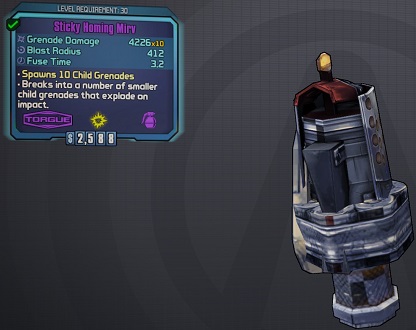 LEVEL REQUIREMENT: 30
Sticky Homing Mirv
Grenade Damage 4226x10
Blast Radius 412
Fuse Time 3.2
• Spawns 10 Child Grenades
• Breaks into a number of smaller
child grenades that explode on
impact.
TORGUE
$ 2,588